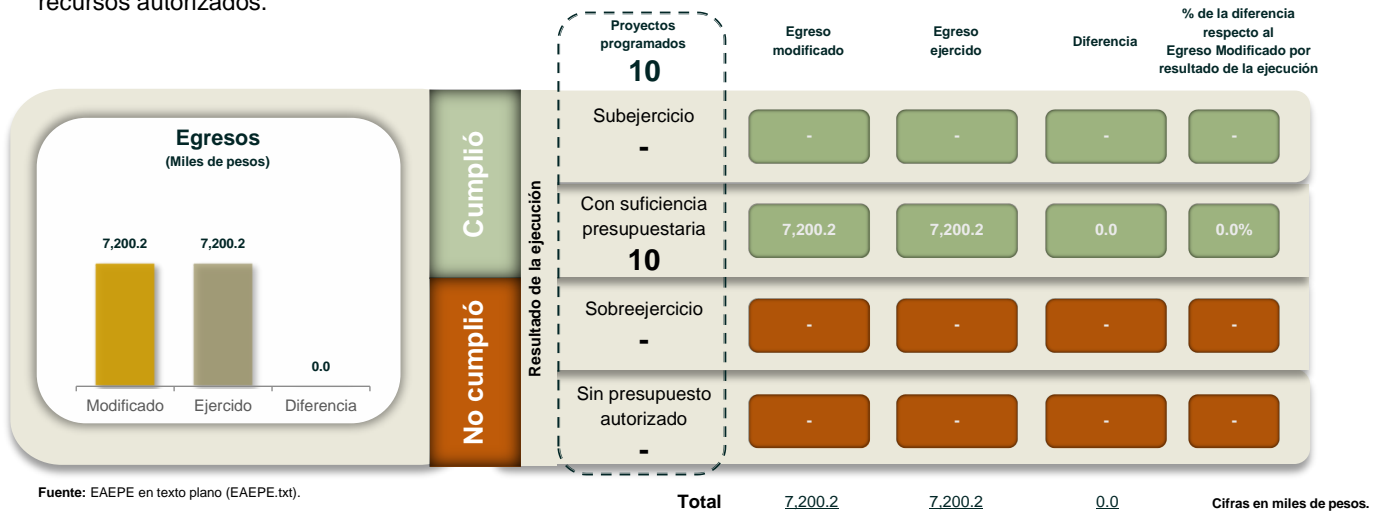 recursos autorizados.
Proyectos
programados
10
Egreso
modificado
Egreso
ejercido
Diferencia
% de la diferencia
respecto al
Egreso Modificado por
resultado de la ejecución
Egresos
(Miles de pesos)
7,200.2
7,200.2
0.0
Modificado
Ejercido
Diferencia
Cumplió
No cumplió
Resultado de la ejecución
Subejercicio
-
-
-
-
-
Con suficiencia
presupuestaria
10
7,200.2
7,200.2
0.0
0.0%
Sobreejercicio
-
-
-
-
-
Sin presupuesto
autorizado
-
-
-
-
-
Fuente: EAEPE en texto plano (EAEPE.txt).
Total
7,200.2
7,200.2
0.0
Cifras en miles de pesos.